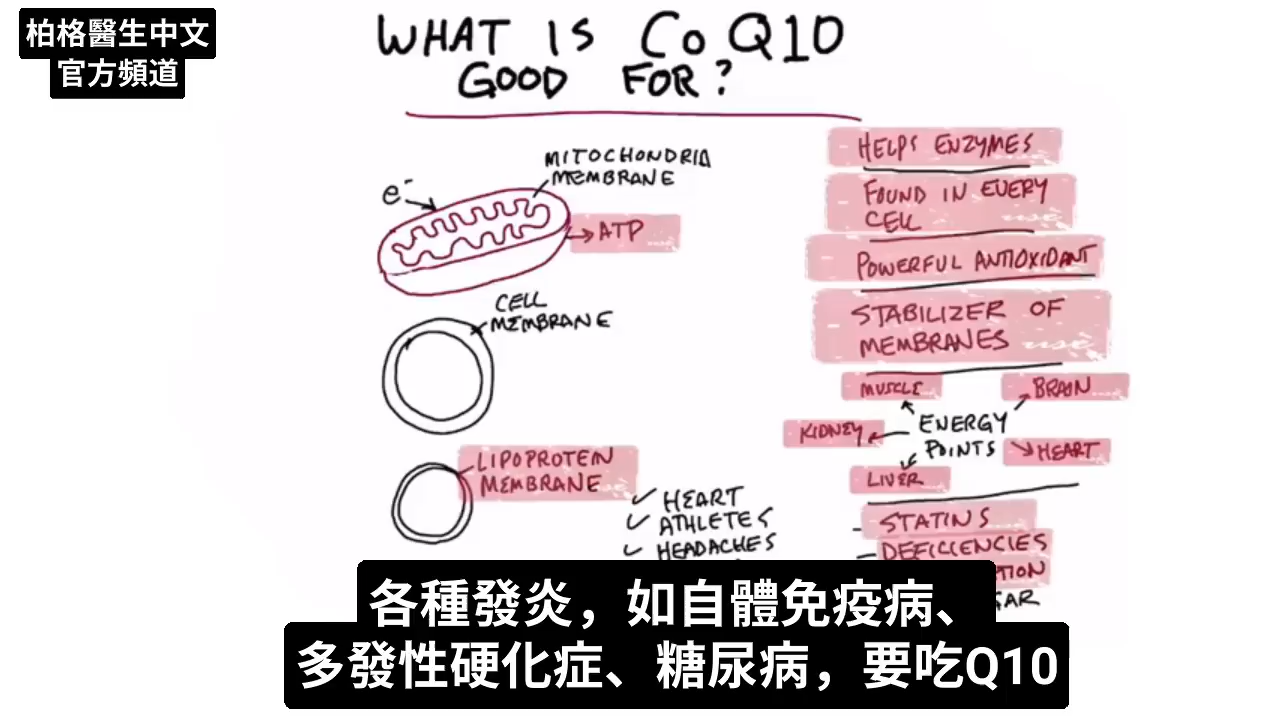 柏格醫生中文
官方頻道
WHAT IS CoQ10
GOOD FOR?
MITOCHONDRIA
MEMBRANE
e-
ATP
CELL
MEMBRANE
LIPOPROTEIN
MEMBRANE
HEART
ATHLETES
HEADACHES
HELPS ENZYMES
FOUND IN EVERY
CELL
POWERFUL ANTIOXIDANT
STABILIZER OF
MEMBRANES
MUSCLE
BRAIN
KIDNEY
ENERGY
POINTS
HEART
LIVER
STATINS
DEFICIENCIES
各種發炎，如自體免疫病、
多發性硬化症、糖尿病，要吃Q10